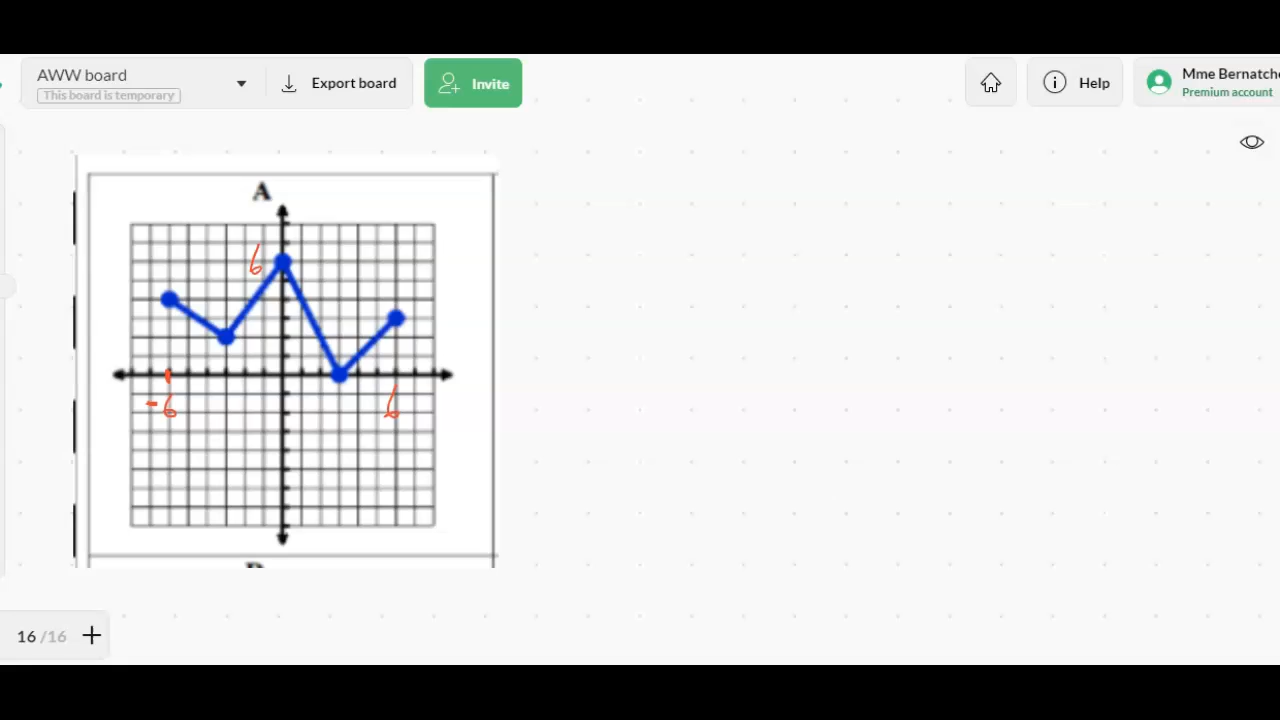 AWW board
This board is temporary
Export board
Invite
Help
Mme Bernatche
Premium account
A
6
-6
6
16 /16